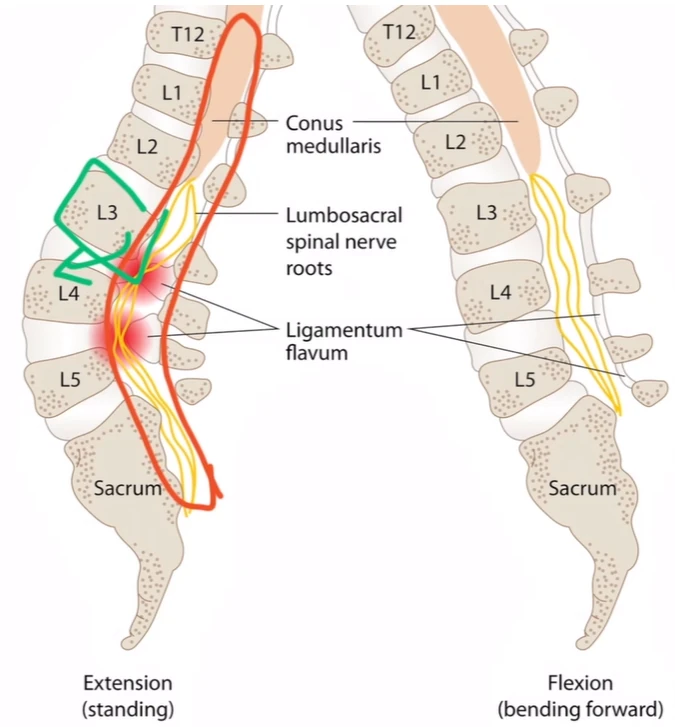 T12
L1
L2
L3
L4
L5
Sacrum
Conus
medullaris
Lumbosacral
spinal nerve
roots
Ligamentum
flavum
T12
L1
L2
L3
L4
L5
Sacrum
Extension
(standing)
Flexion
(bending forward)